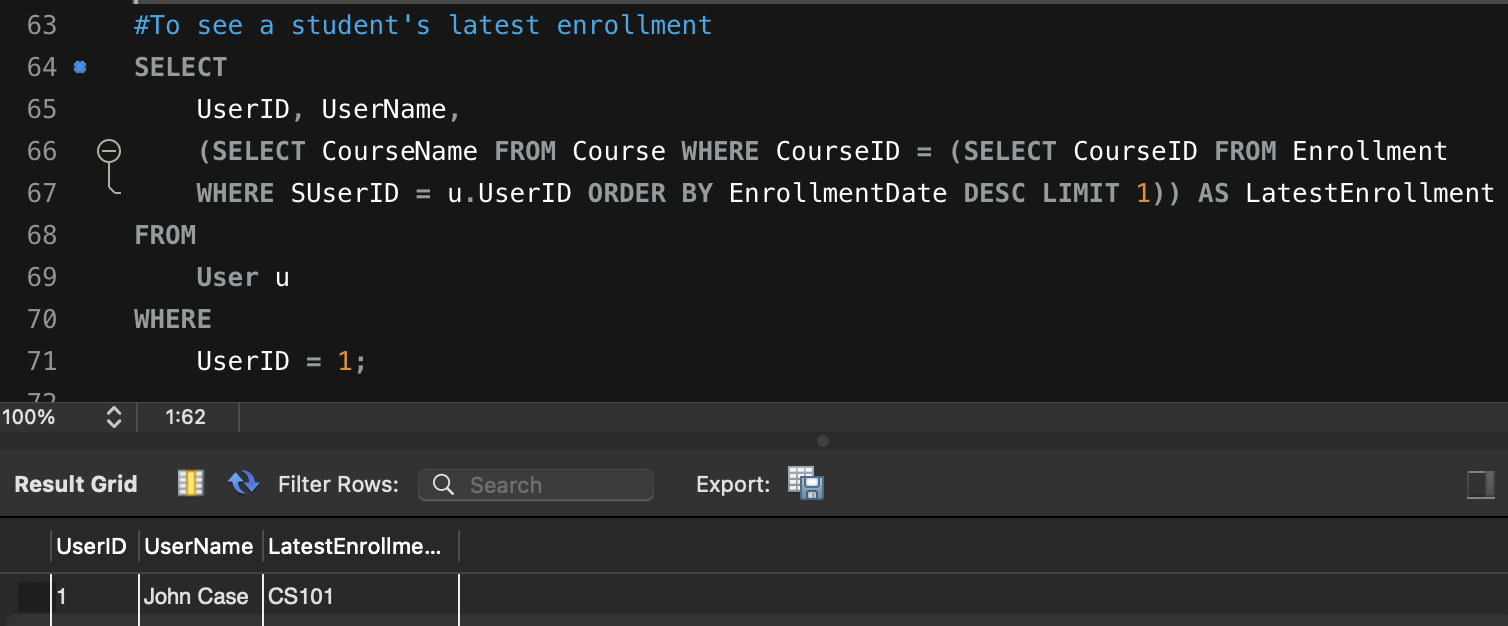 63 #To see a student's latest enrollment
64 SELECT
65 UserID, UserName,
66 (SELECT CourseName FROM Course WHERE CourseID = (SELECT CourseID FROM Enrollment
67 WHERE SUserID = u.UserID ORDER BY EnrollmentDate DESC LIMIT 1)) AS LatestEnrollment
68 FROM
69 User u
70 WHERE
71 UserID = 1;
72
100% 1:62
Result Grid Filter Rows: Search Export:
UserID UserName LatestEnrollme...
1 John Case CS101